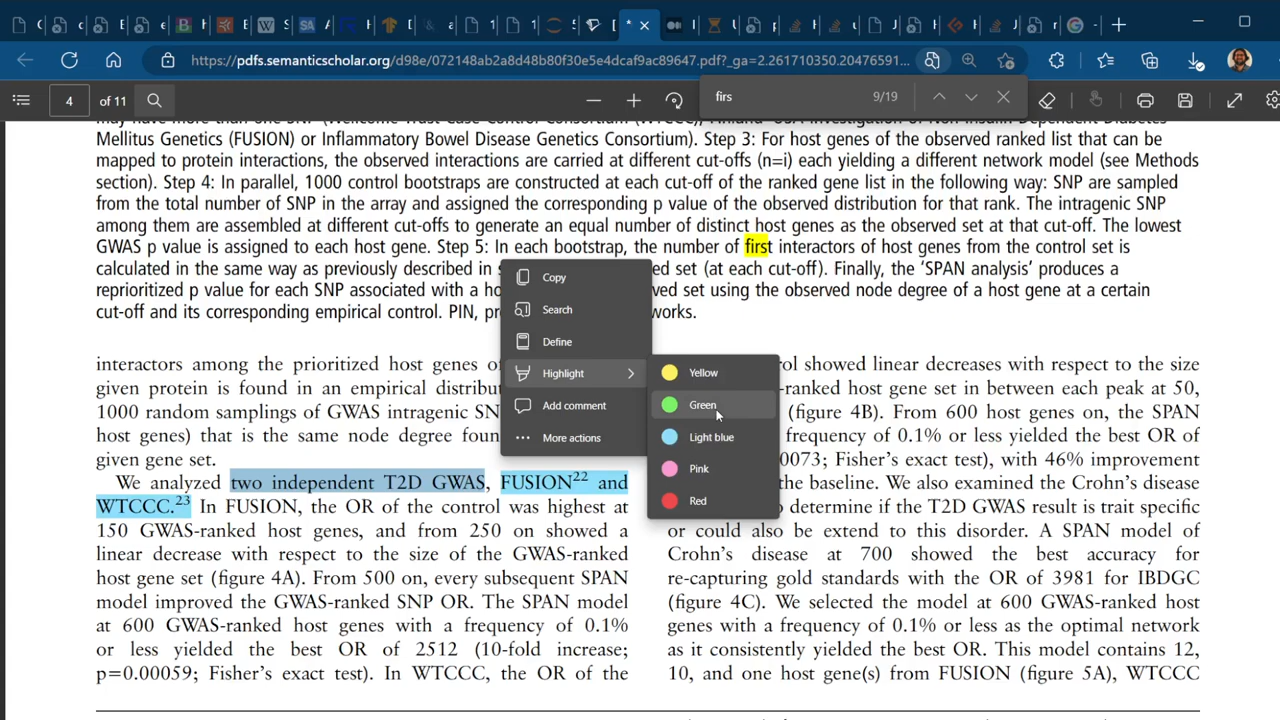 https://pdfs.semanticscholar.org/d98e/072148ab2a8d48b80f30e5e4dcaf9ac89647.pdf?_ga=2.261710350.20476591...
4 of 11
firs 9/19
Mellitus Genetics (FUSION) or Inflammatory Bowel Disease Genetics Consortium). Step 3: For host genes of the observed ranked list that can be
mapped to protein interactions, the observed interactions are carried at different cut-offs (n=i) each yielding a different network model (see Methods
section). Step 4: In parallel, 1000 control bootstraps are constructed at each cut-off of the ranked gene list in the following way: SNP are sampled
from the total number of SNP in the array and assigned the corresponding p value of the observed distribution for that rank. The intragenic SNP
among them are assembled at different cut-offs to generate an equal number of distinct host genes as the observed set at that cut-off. The lowest
GWAS p value is assigned to each host gene. Step 5: In each bootstrap, the number of first interactors of host genes from the control set is
calculated in the same way as previously described in s ed set (at each cut-off). Finally, the ‘SPAN analysis’ produces a
reprioritized p value for each SNP associated with a ho ved set using the observed node degree of a host gene at a certain
cut-off and its corresponding empirical control. PIN, pr works.
Copy
Search
Define
Highlight
Add comment
More actions
Yellow
Green
Light blue
Pink
Red
interactors among the prioritized host genes of
given protein is found in an empirical distribut
1000 random samplings of GWAS intragenic SN
host genes) that is the same node degree foun
given gene set.
We analyzed two independent T2D GWAS, FUSION22 and
WTCCC.23 In FUSION, the OR of the control was highest at
150 GWAS-ranked host genes, and from 250 on showed a
linear decrease with respect to the size of the GWAS-ranked
host gene set (figure 4A). From 500 on, every subsequent SPAN
model improved the GWAS-ranked SNP OR. The SPAN model
at 600 GWAS-ranked host genes with a frequency of 0.1%
or less yielded the best OR of 2512 (10-fold increase;
p=0.00059; Fisher’s exact test). In WTCCC, the OR of the
ol showed linear decreases with respect to the size
-ranked host gene set in between each peak at 50,
(figure 4B). From 600 host genes on, the SPAN
frequency of 0.1% or less yielded the best OR of
0073; Fisher’s exact test), with 46% improvement
the baseline. We also examined the Crohn’s disease
o determine if the T2D GWAS result is trait specific
or could also be extend to this disorder. A SPAN model of
Crohn’s disease at 700 showed the best accuracy for
re-capturing gold standards with the OR of 3981 for IBDGC
(figure 4C). We selected the model at 600 GWAS-ranked host
genes with a frequency of 0.1% or less as the optimal network
as it consistently yielded the best OR. This model contains 12,
10, and one host gene(s) from FUSION (figure 5A), WTCCC